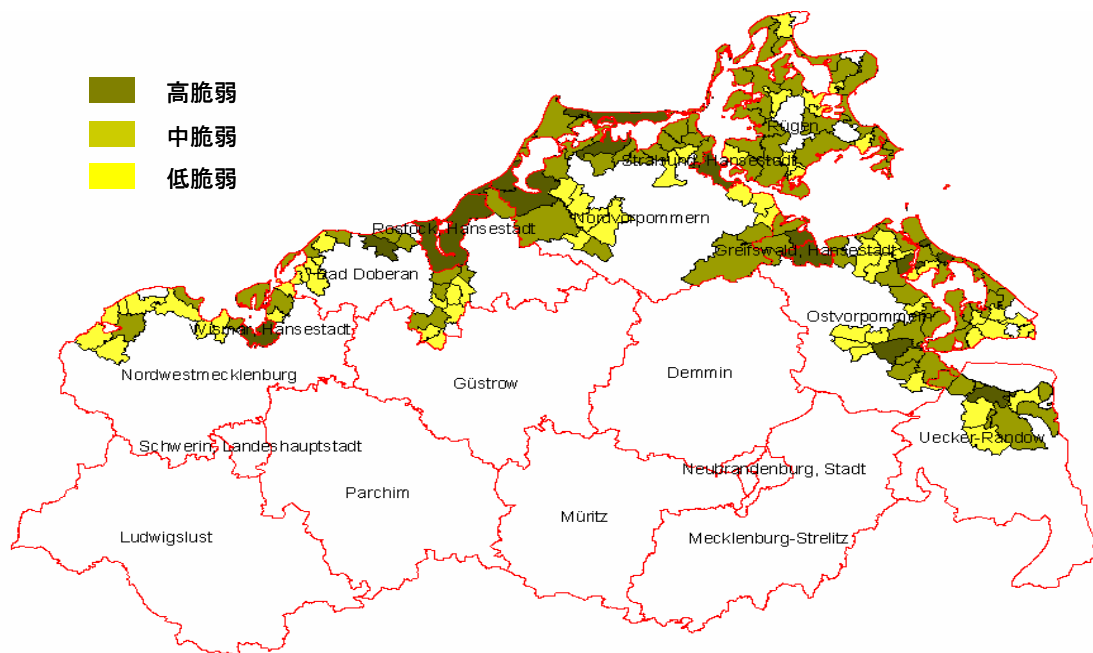 高脆弱
中脆弱
低脆弱
Rügen
Stralsund, Hansestadt
Nordvorpommern
Rostock, Hansestadt
Greifswald, Hansestadt
Bad Doberan
Ostvorpommern
Wismar, Hansestadt
Nordwestmecklenburg
Güstrow
Demmin
Uecker-Randow
Schwerin, Landeshauptstadt
Neubrandenburg, Stadt
Parchim
Müritz
Ludwigslust
Mecklenburg-Strelitz